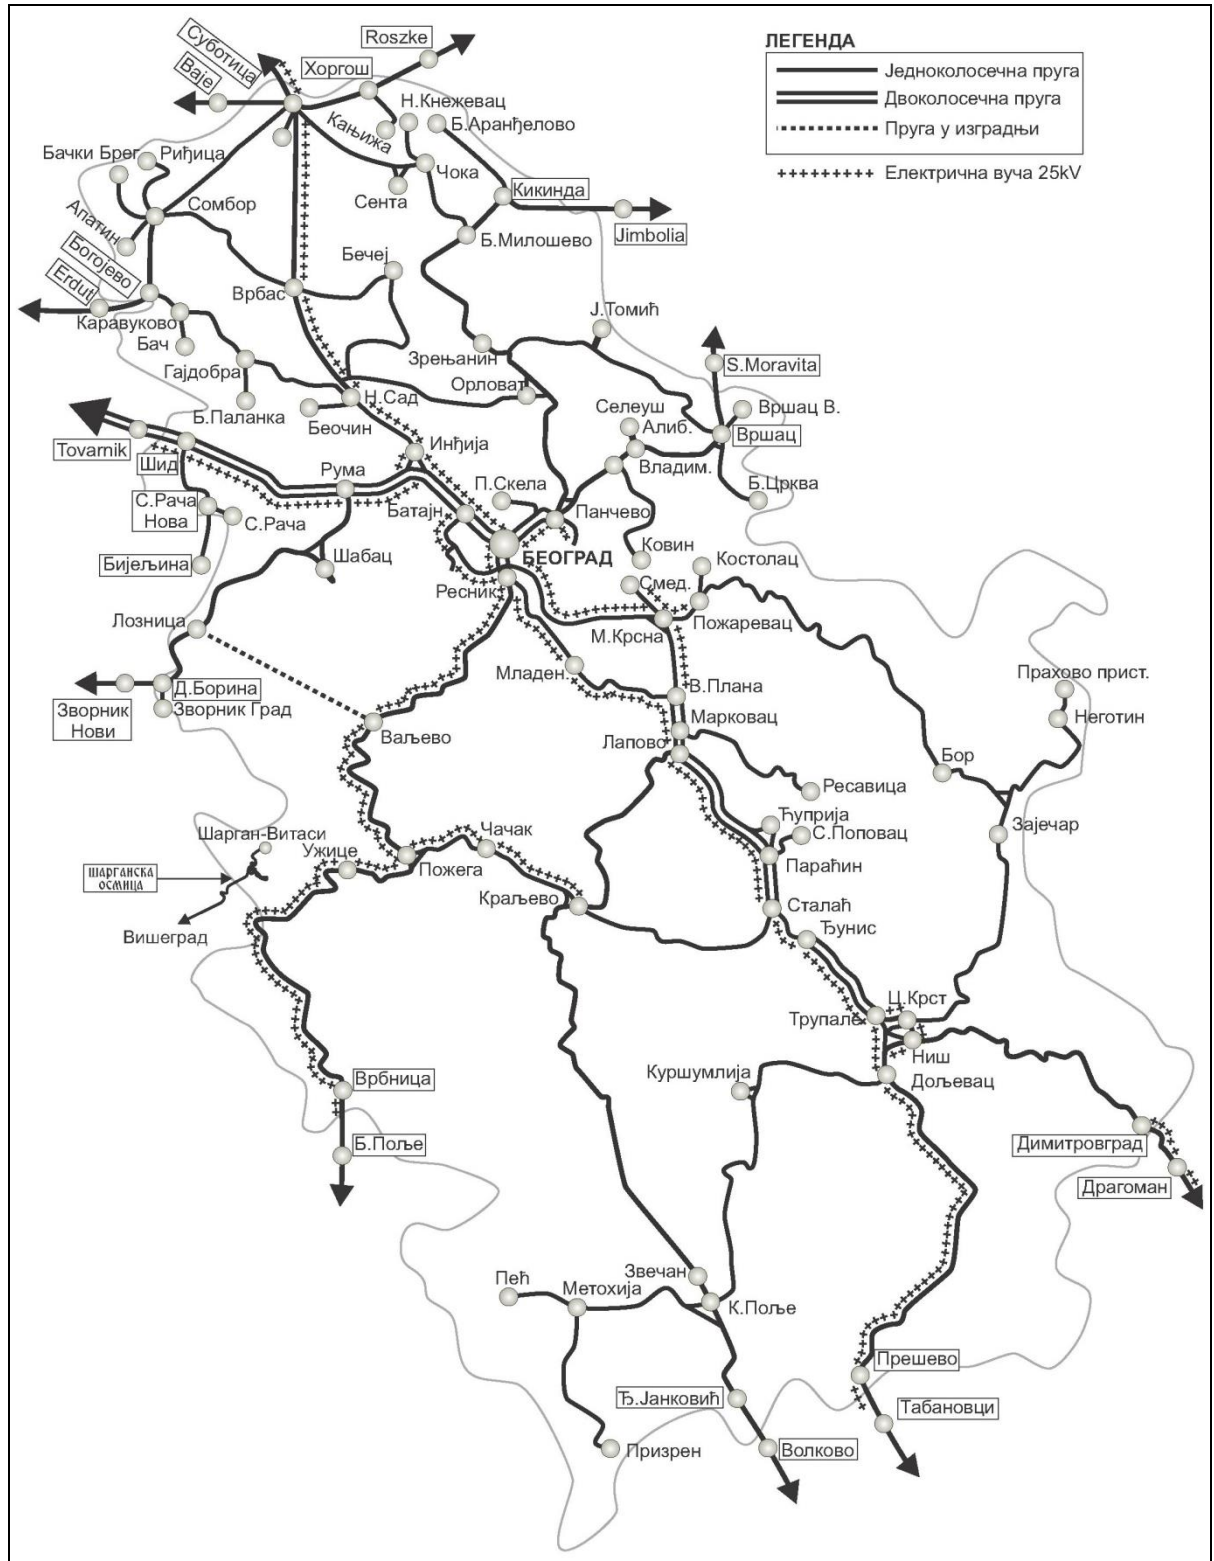 ЛЕГЕНДА
Једноколосечна пруга
Двоколосечна пруга
Пруга у изградњи
Електрична вуча 25kV
Roszke
Суботица
Baje
Хоргош
Н.Кнежевац
Кањижа
Б.Аранђелово
Бачки Брег
Риђица
Чока
Сента
Кикинда
Jimbolia
Сомбор
Апатин
Б.Милошево
Бечеј
Богојево
Erdut
Врбас
Каравуково
Бач
Ј.Томић
Зрењанин
S.Moravita
Гајдобра
Орловат
Б.Паланка
Н.Сад
Беочин
Селеуш
Алиб.
Вршац В.
Вршац
Tovarnik
Шид
Инђија
Владим.
Рума
П.Скела
Б.Црква
С.Рача
Нова
С.Рача
Батајн
Панчево
БЕОГРАД
Ковин
Костолац
Бијељина
Шабац
Ресник
Смед.
Пожаревац
Лозница
М.Крсна
Младен.
Прахово прист.
Д.Борина
Зворник
Нови
Зворник Град
В.Плана
Неготин
Марковац
Ваљево
Лапово
Бор
Ресавица
Ћуприја
С.Поповац
Зајечар
Шарган-Витаси
Ужице
Чачак
Пожега
Параћин
ШАРГАНСКА
ОСМИЦА
Краљево
Сталаћ
Вишеград
Ђунис
Ц.Крст
Трупале
Ниш
Куршумлија
Дољевац
Врбница
Димитровград
Б.Поље
Драгоман
Звечан
Пећ
Метохија
К.Поље
Прешево
Ђ.Јанковић
Табановци
Призрен
Волково